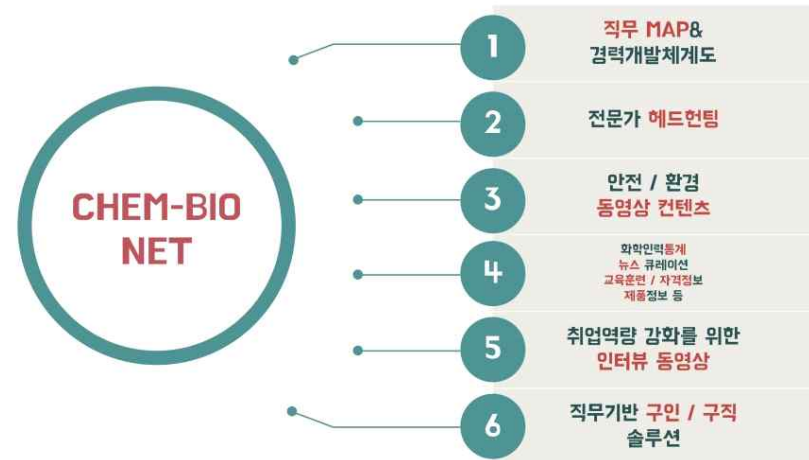 CHEM-BIO
NET
1
직무 MAP&
경력개발체계도
2
전문가 헤드헌팅
3
안전 / 환경
동영상 컨텐츠
4
화학인력통계
뉴스 큐레이션
교육훈련 / 자격정보
제품정보 등
5
취업역량 강화를 위한
인터뷰 동영상
6
직무기반 구인 / 구직
솔루션